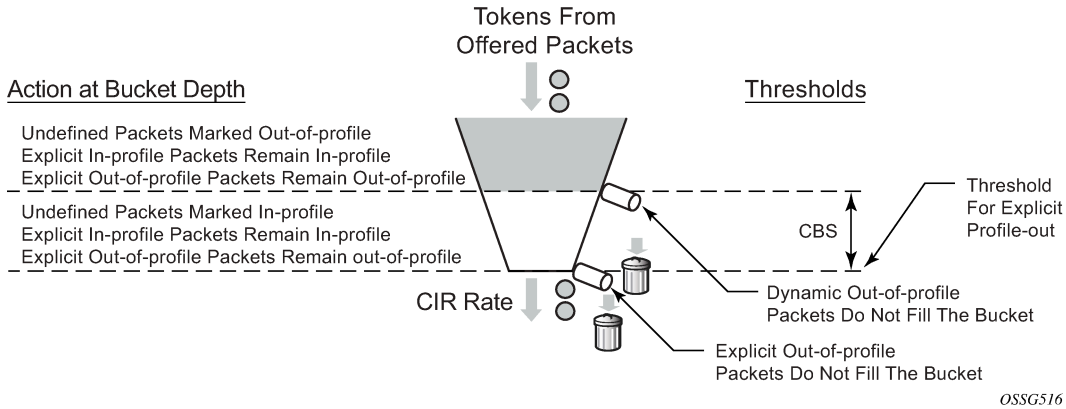 Tokens From
Offered Packets
Action at Bucket Depth
Thresholds
Undefined Packets Marked Out-of-profile
Explicit In-profile Packets Remain In-profile
Explicit Out-of-profile Packets Remain Out-of-profile
Undefined Packets Marked In-profile
Explicit In-profile Packets Remain In-profile
Explicit Out-of-profile Packets Remain out-of-profile
CBS
Threshold
For Explicit
Profile-out
CIR Rate
Dynamic Out-of-profile
Packets Do Not Fill The Bucket
Explicit Out-of-profile
Packets Do Not Fill The Bucket
OSSG516